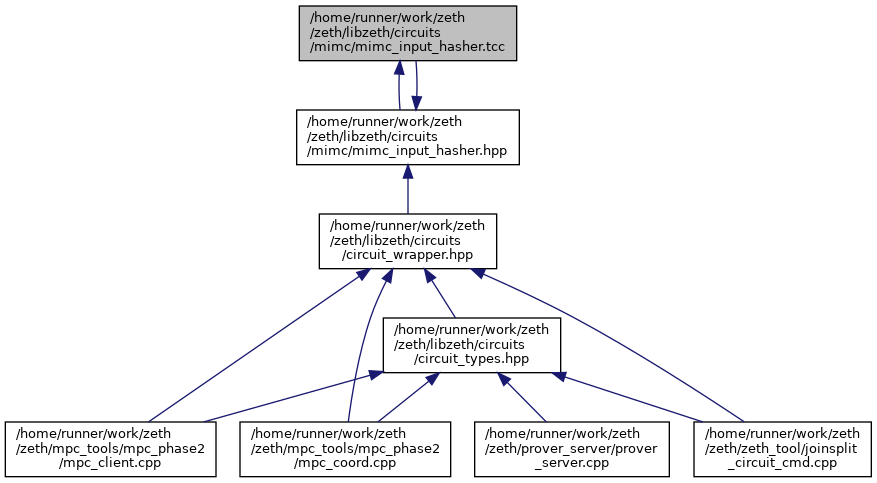 /home/runner/work/zeth
/zeth/libzeth/circuits
/mimc/mimc_input_hasher.tcc
/home/runner/work/zeth
/zeth/libzeth/circuits
/mimc/mimc_input_hasher.hpp
/home/runner/work/zeth
/zeth/libzeth/circuits
/circuit_wrapper.hpp
/home/runner/work/zeth
/zeth/libzeth/circuits
/circuit_types.hpp
/home/runner/work/zeth
/zeth/mpc_tools/mpc_phase2
/mpc_client.cpp
/home/runner/work/zeth
/zeth/mpc_tools/mpc_phase2
/mpc_coord.cpp
/home/runner/work/zeth
/zeth/prover_server/prover
_server.cpp
/home/runner/work/zeth
/zeth/zeth_tool/joinsplit
_circuit_cmd.cpp